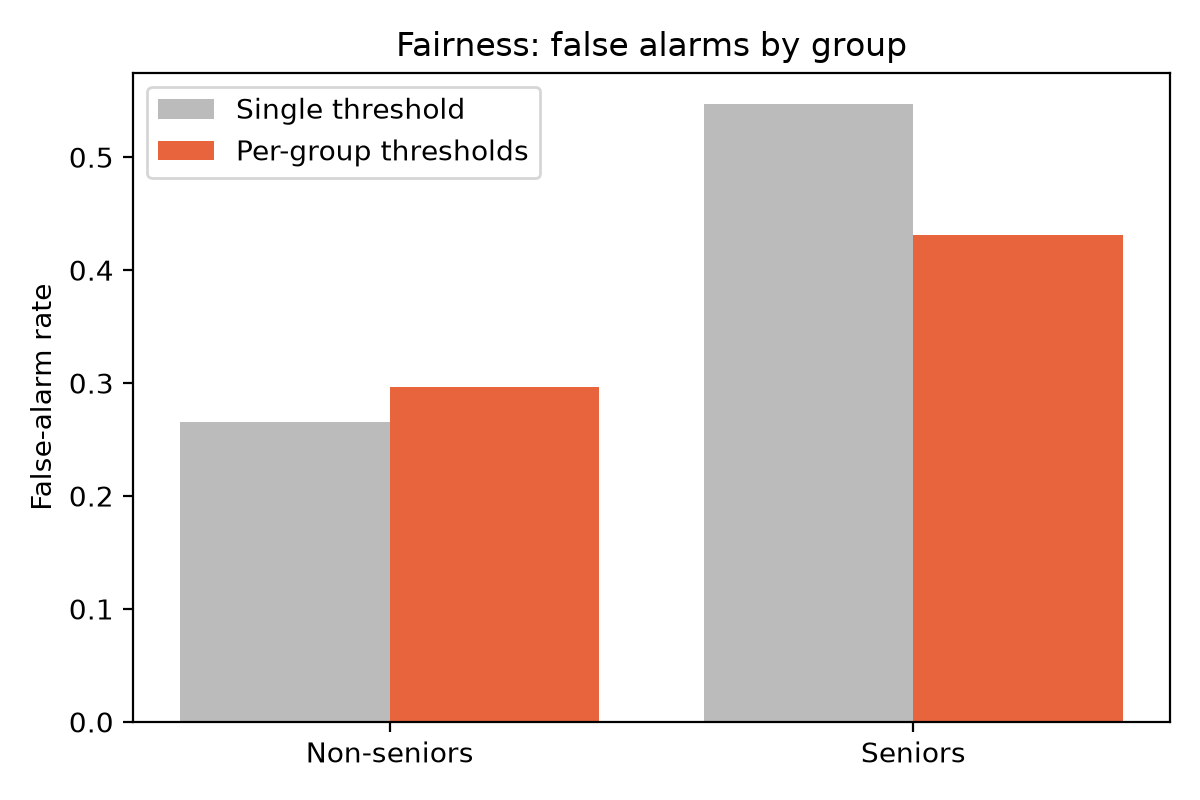 Fairness: false alarms by group
Single threshold
Per-group thresholds
False-alarm rate
0.5
0.4
0.3
0.2
0.1
0.0
Non-seniors
Seniors